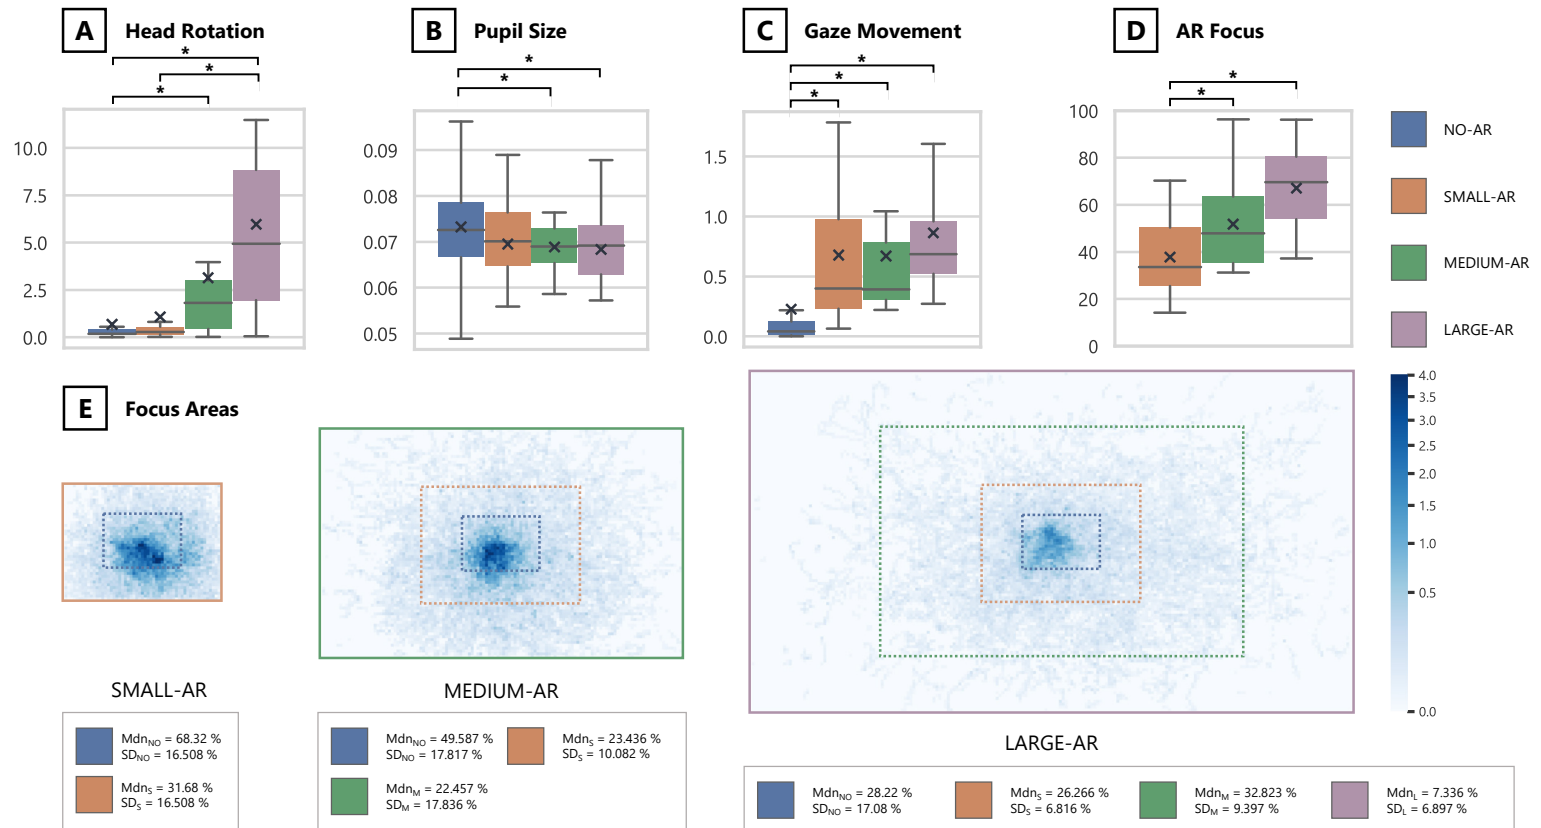 A Head Rotation
B Pupil Size
C Gaze Movement
D AR Focus
* * *
* *
* * *
* *
10.0
7.5
5.0
2.5
0.0
0.09
0.08
0.07
0.06
0.05
1.5
1.0
0.5
0.0
100
80
60
40
20
0
NO-AR
SMALL-AR
MEDIUM-AR
LARGE-AR
E Focus Areas
4.0
3.5
3.0
2.5
2.0
1.5
1.0
0.5
0.0
SMALL-AR
MdnNO = 68.32 %
SDNO = 16.508 %
MdnS = 31.68 %
SDS = 16.508 %
MEDIUM-AR
MdnNO = 49.587 %
SDNO = 17.817 %
MdnS = 23.436 %
SDS = 10.082 %
MdnM = 22.457 %
SDM = 17.836 %
LARGE-AR
MdnNO = 28.22 %
SDNO = 17.08 %
MdnS = 26.266 %
SDS = 6.816 %
MdnM = 32.823 %
SDM = 9.397 %
MdnL = 7.336 %
SDL = 6.897 %